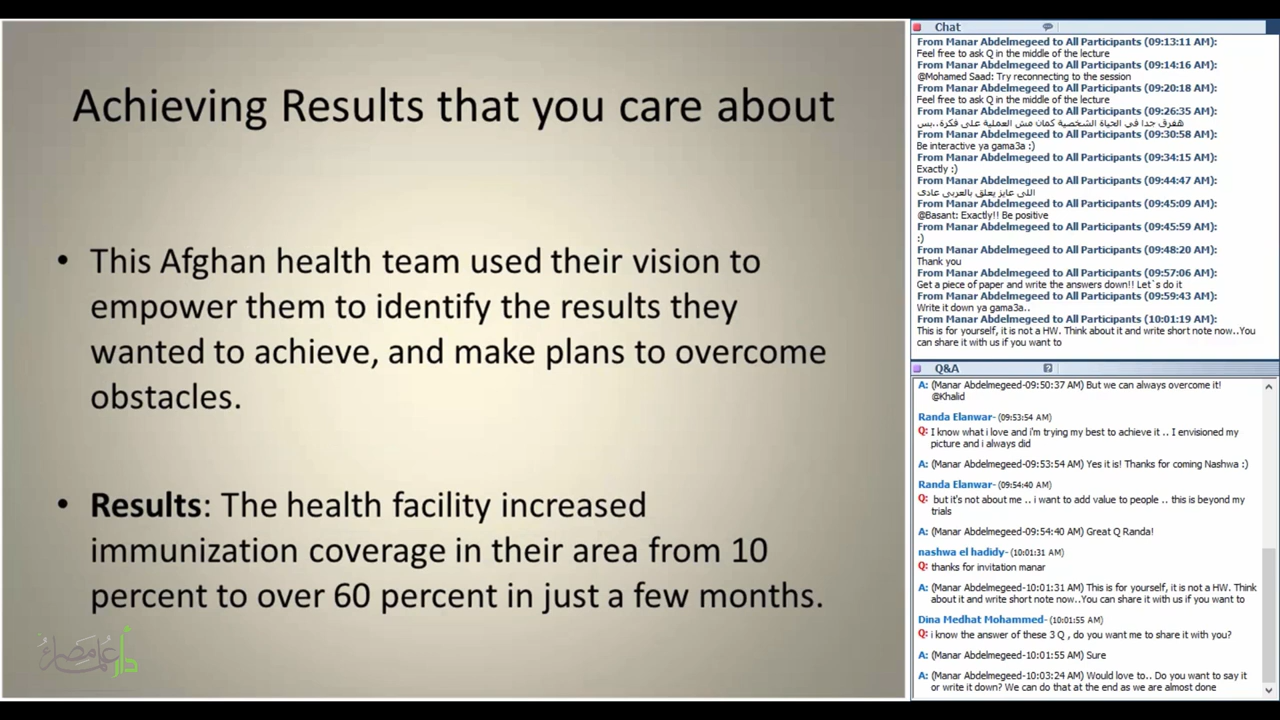 Achieving Results that you care about
• This Afghan health team used their vision to
empower them to identify the results they
wanted to achieve, and make plans to overcome
obstacles.
• Results: The health facility increased
immunization coverage in their area from 10
percent to over 60 percent in just a few months.
Chat
From Manar Abdelmegeed to All Participants (09:13:11 AM):
Feel free to ask Q in the middle of the lecture
From Manar Abdelmegeed to All Participants (09:14:16 AM):
@Mohamed Saad: Try reconnecting to the session
From Manar Abdelmegeed to All Participants (09:20:18 AM):
Feel free to ask Q in the middle of the lecture
From Manar Abdelmegeed to All Participants (09:26:35 AM):
هتفرق جدا فى الحياة الشخصية كمان مش العملية على فكرة..بس
From Manar Abdelmegeed to All Participants (09:30:58 AM):
Be interactive ya gama3a :)
From Manar Abdelmegeed to All Participants (09:34:15 AM):
Exactly :)
From Manar Abdelmegeed to All Participants (09:44:47 AM):
اللى عايز يعلق بالعربى عادى
From Manar Abdelmegeed to All Participants (09:45:09 AM):
@Basant: Exactly!! Be positive
From Manar Abdelmegeed to All Participants (09:45:59 AM):
:)
From Manar Abdelmegeed to All Participants (09:48:20 AM):
Thank you
From Manar Abdelmegeed to All Participants (09:57:06 AM):
Get a piece of paper and write the answers down!! Let`s do it
From Manar Abdelmegeed to All Participants (09:59:43 AM):
Write it down ya gama3a..
From Manar Abdelmegeed to All Participants (10:01:19 AM):
This is for yourself, it is not a HW. Think about it and write short note now..You
can share it with us if you want to
Q&A
A: (Manar Abdelmegeed-09:50:37 AM) But we can always overcome it!
@Khalid
Randa Elanwar- (09:53:54 AM)
Q: I know what i love and i'm trying my best to achieve it .. I envisioned my
picture and i always did
A: (Manar Abdelmegeed-09:53:54 AM) Yes it is! Thanks for coming Nashwa :)
Randa Elanwar- (09:54:40 AM)
Q: but it's not about me .. i want to add value to people .. this is beyond my
trials
A: (Manar Abdelmegeed-09:54:40 AM) Great Q Randa!
nashwa el hadidy- (10:01:31 AM)
Q: thanks for invitation manar
A: (Manar Abdelmegeed-10:01:31 AM) This is for yourself, it is not a HW. Think
about it and write short note now..You can share it with us if you want to
Dina Medhat Mohammed- (10:01:55 AM)
Q: i know the answer of these 3 Q , do you want me to share it with you?
A: (Manar Abdelmegeed-10:01:55 AM) Sure
A: (Manar Abdelmegeed-10:03:24 AM) Would love to.. Do you want to say it
or write it down? We can do that at the end as we are almost done